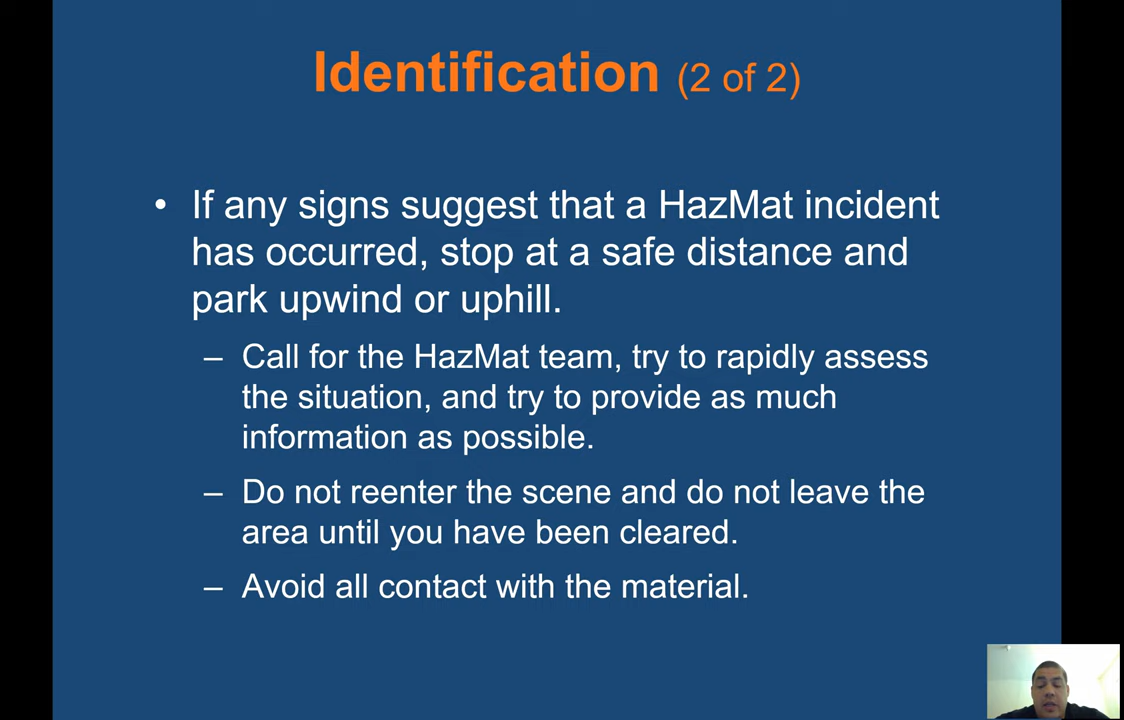 Identification (2 of 2)
• If any signs suggest that a HazMat incident
has occurred, stop at a safe distance and
park upwind or uphill.
– Call for the HazMat team, try to rapidly assess
the situation, and try to provide as much
information as possible.
– Do not reenter the scene and do not leave the
area until you have been cleared.
– Avoid all contact with the material.